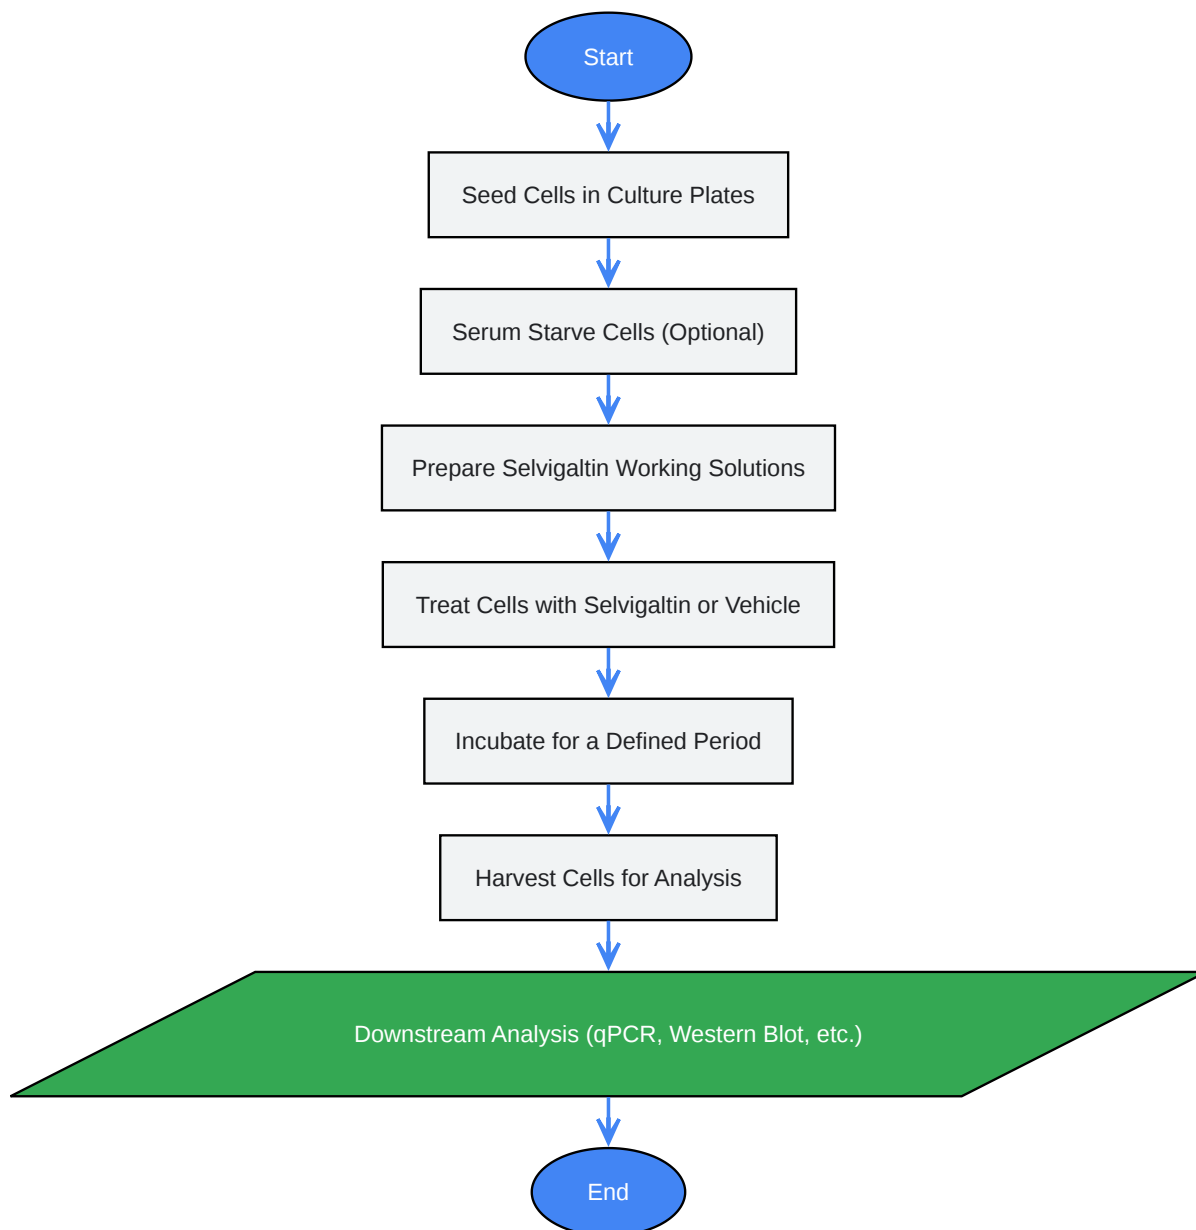 Start
Seed Cells in Culture Plates
Serum Starve Cells (Optional)
Prepare Selvigaltin Working Solutions
Treat Cells with Selvigaltin or Vehicle
Incubate for a Defined Period
Harvest Cells for Analysis
Downstream Analysis (qPCR, Western Blot, etc.)
End